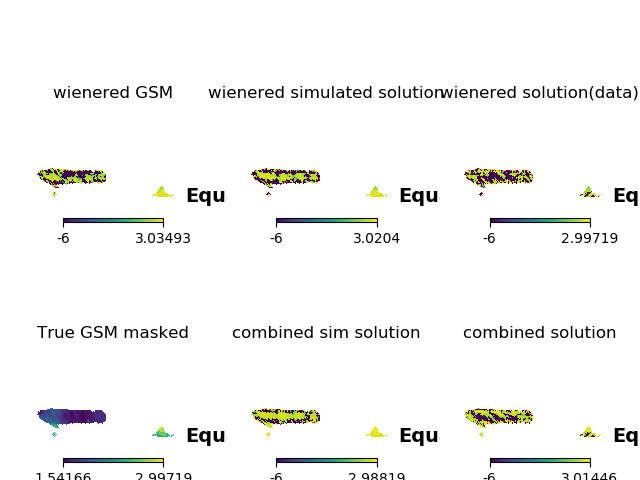 wienered GSM wienered simulated solution wienered solution(data)
Equ Equ Eq
-6 3.03493 -6 3.0204 -6 2.99719
True GSM masked combined sim solution combined solution
Equ Equ Eq
1.54166 2.99719 -6 2.98819 -6 3.01446